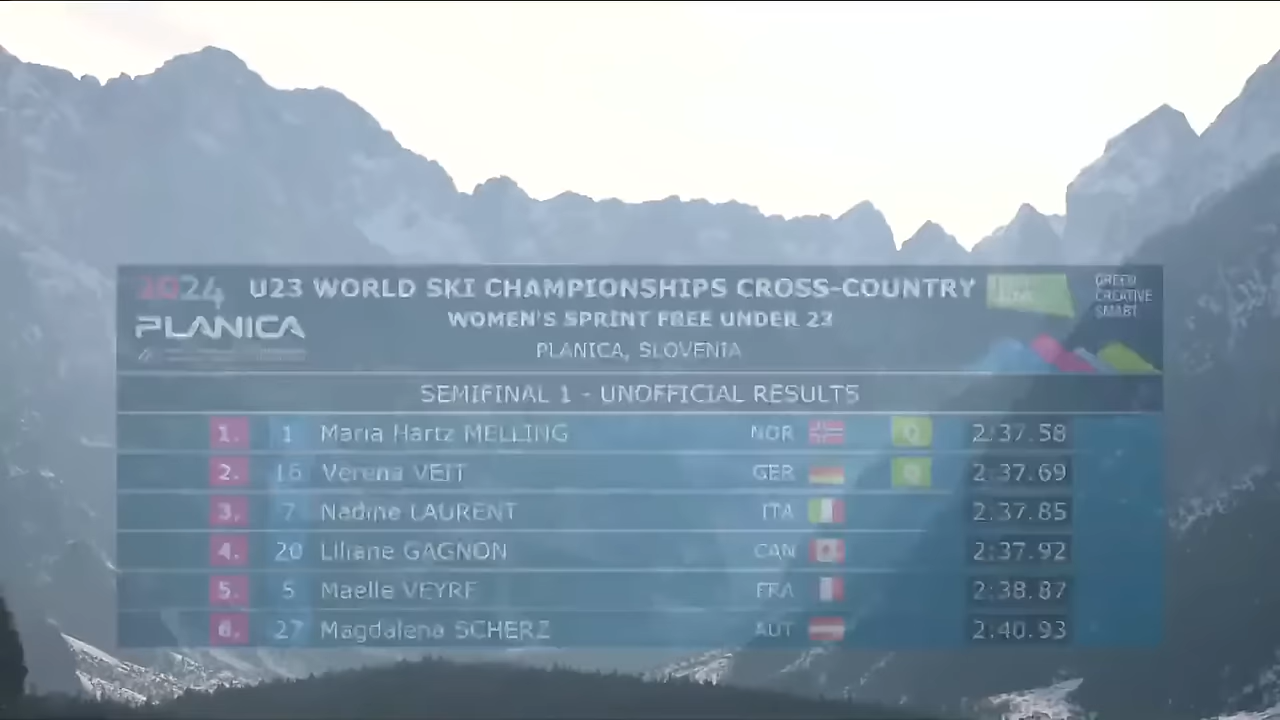 2024
PLANICA
U23 WORLD SKI CHAMPIONSHIPS CROSS-COUNTRY
WOMEN'S SPRINT FREE UNDER 23
PLANICA, SLOVENIA
GREEN
CREATIVE
SMART
SEMIFINAL 1 - UNOFFICIAL RESULTS
1. 1 Maria Hartz MELLING NOR Q 2:37.58
2. 16 Verena VEIT GER Q 2:37.69
3. 7 Nadine LAURENT ITA 2:37.85
4. 20 Liliane GAGNON CAN 2:37.92
5. 5 Maelle VEYRE FRA 2:38.87
6. 27 Magdalena SCHERZ AUT 2:40.93